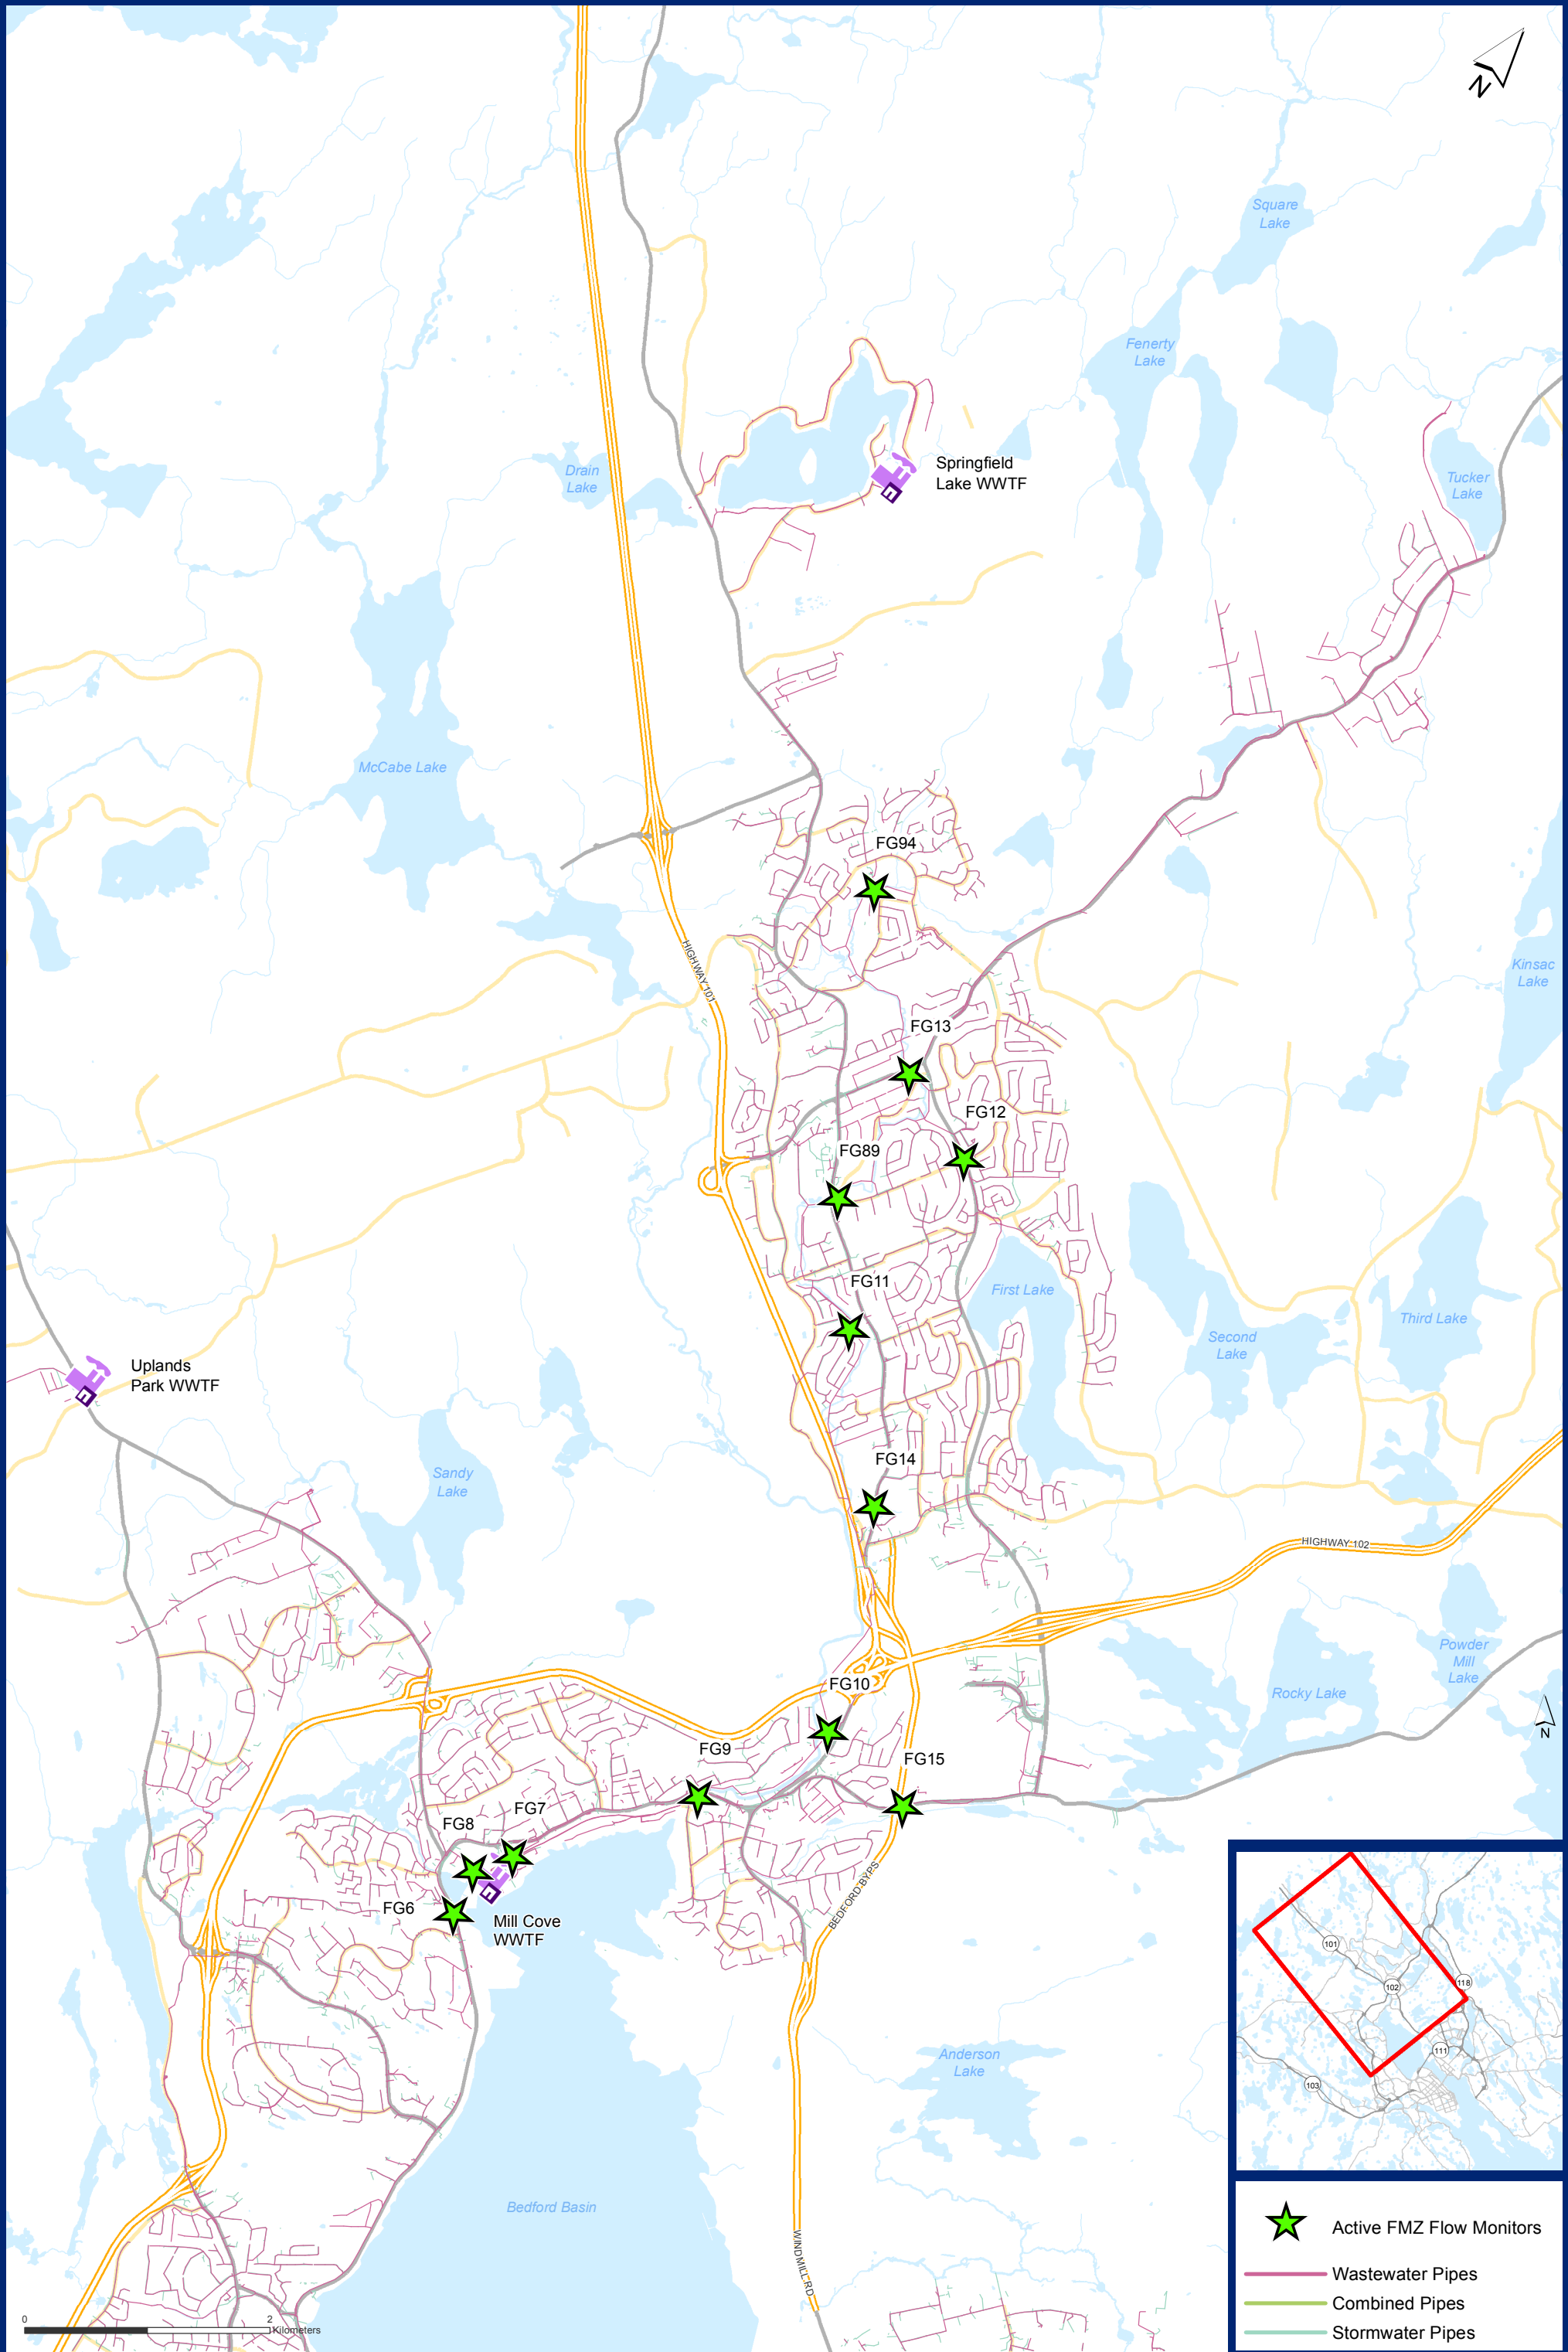 N
Square
Lake
Fenerty
Lake
Springfield
Lake WWTF
Drain
Lake
Tucker
Lake
McCabe Lake
FG94
HIGHWAY 101
Kinsac
Lake
FG13
FG12
FG89
FG11
First Lake
Second
Lake
Third Lake
Uplands
Park WWTF
FG14
Sandy
Lake
HIGHWAY 102
Powder
Mill
Lake
Rocky Lake
FG10
N
FG9
FG15
FG7
FG8
FG6
Mill Cove
WWTF
BEDFORD BYPS
101
102
118
111
103
Anderson
Lake
Bedford Basin
WINDMILL RD
Active FMZ Flow Monitors
Wastewater Pipes
Combined Pipes
Stormwater Pipes
0 2
Kilometers